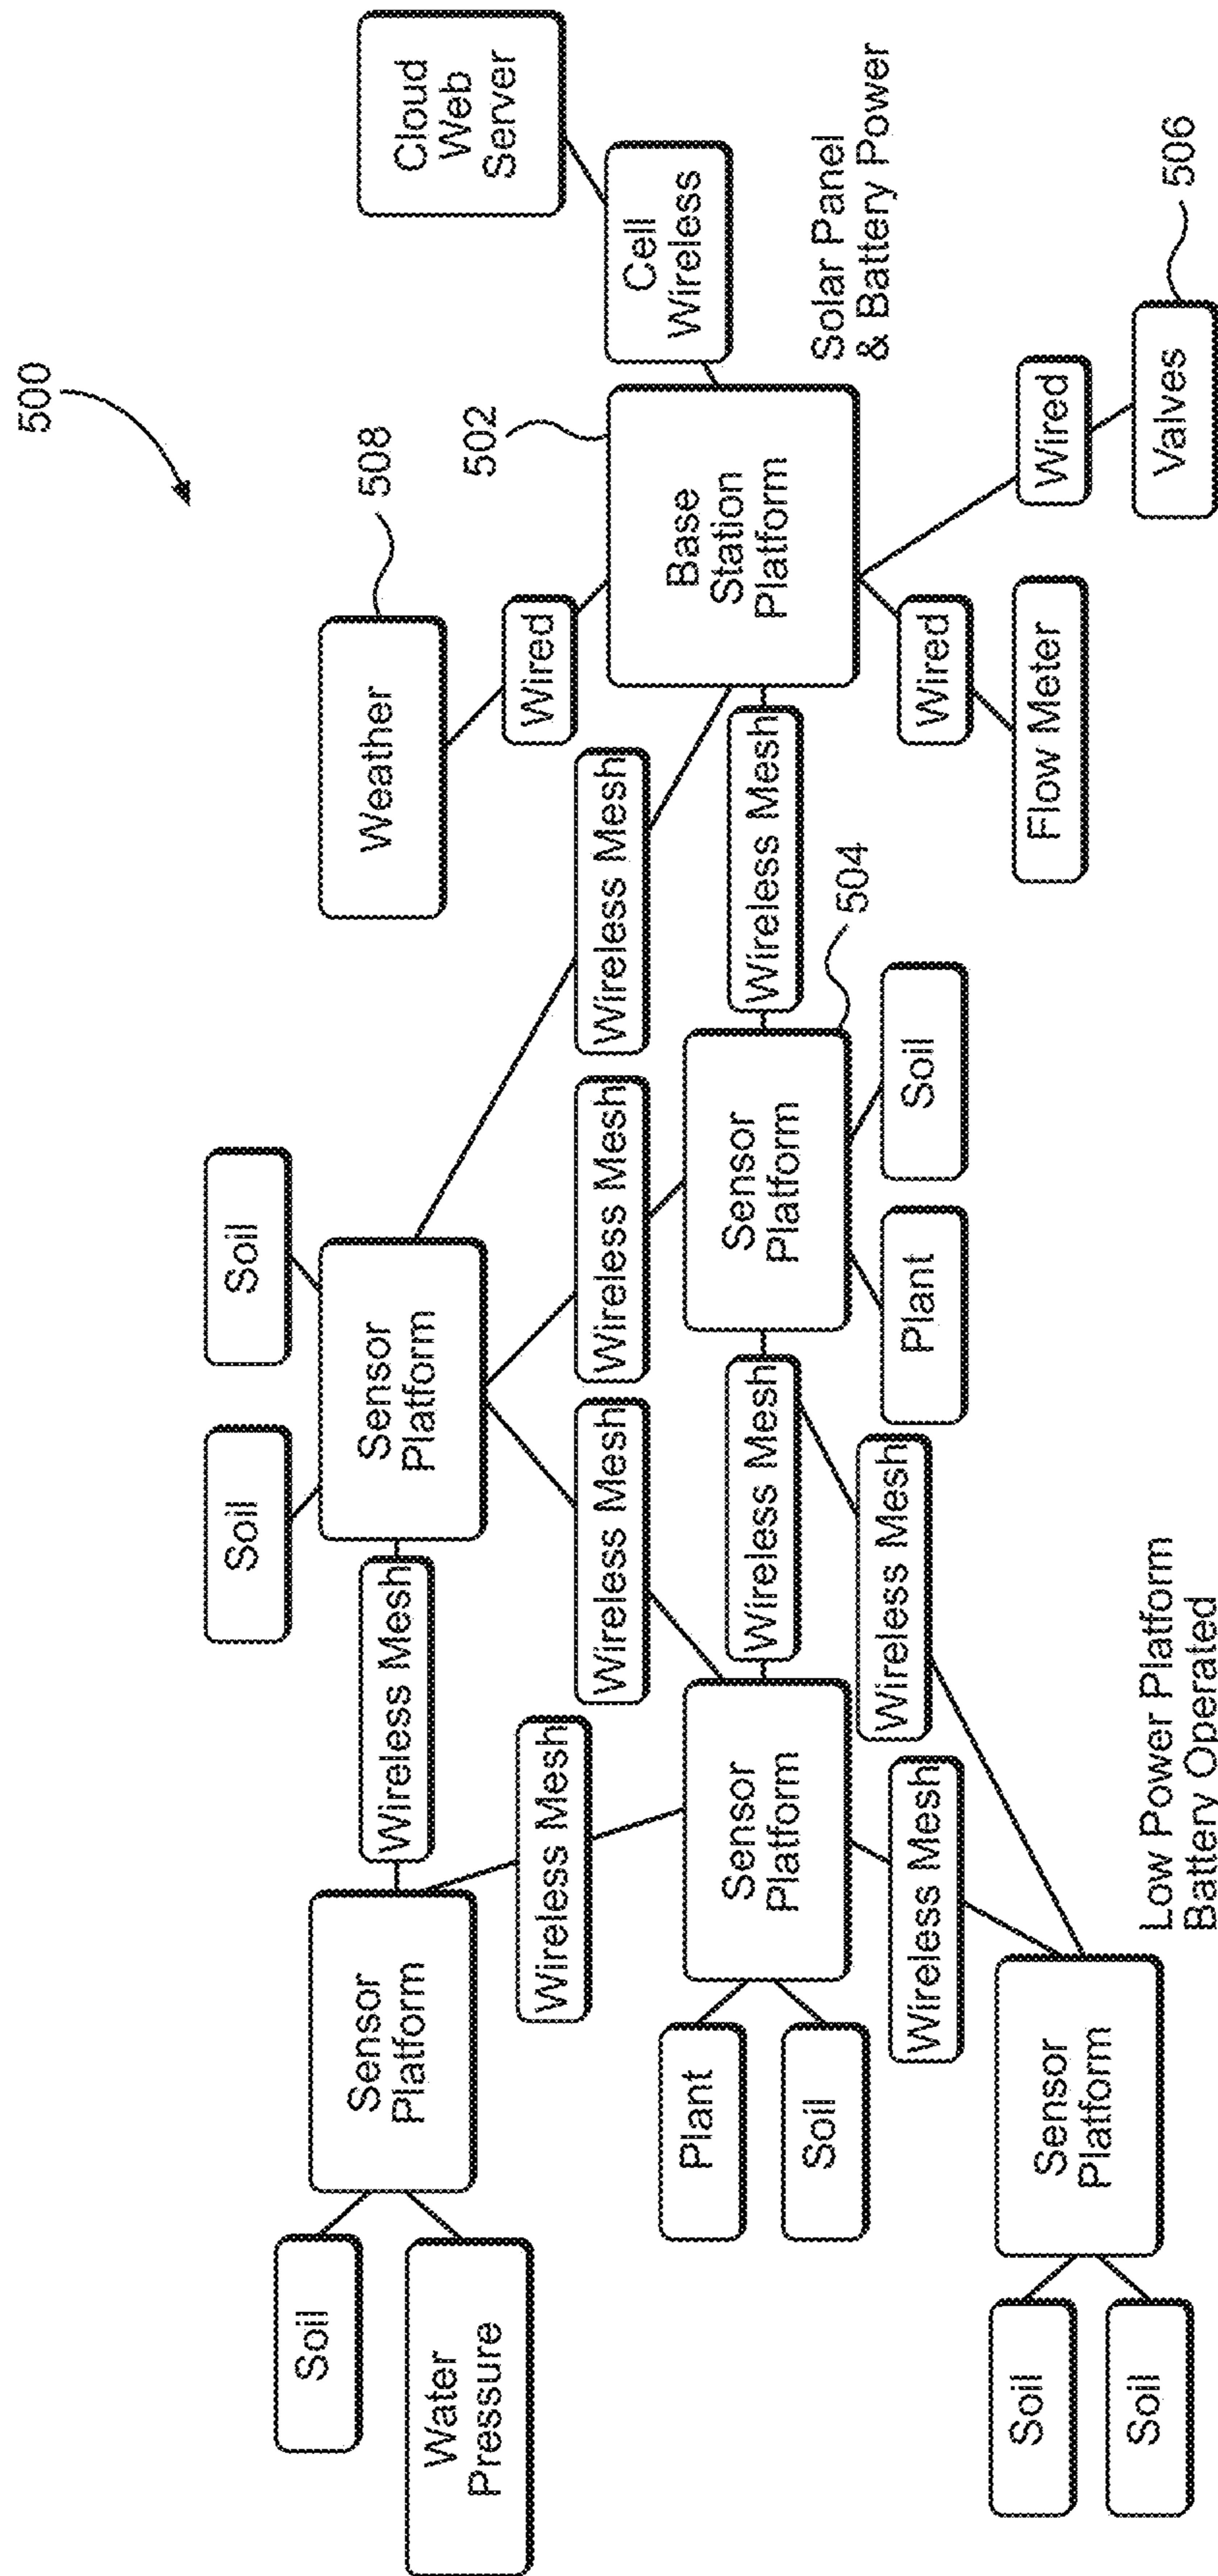 500
Soil
Soil
Soil
Sensor
Platform
Wireless Mesh
Sensor
Platform
Weather
508
Cloud
Web
Server
Water
Pressure
502
Wireless Mesh
Wired
Wireless Mesh
Wireless Mesh
Wireless Mesh
Cell
Wireless
Plant
Soil
Sensor
Platform
Wireless Mesh
Sensor
Platform
Wireless Mesh
Base
Station
Platform
Solar Panel
& Battery Power
504
Wireless Mesh
Wireless Mesh
Plant
Soil
Wired
Wired
Soil
Soil
Sensor
Platform
Flow Meter
Low Power Platform
Battery Operated
Valves
506